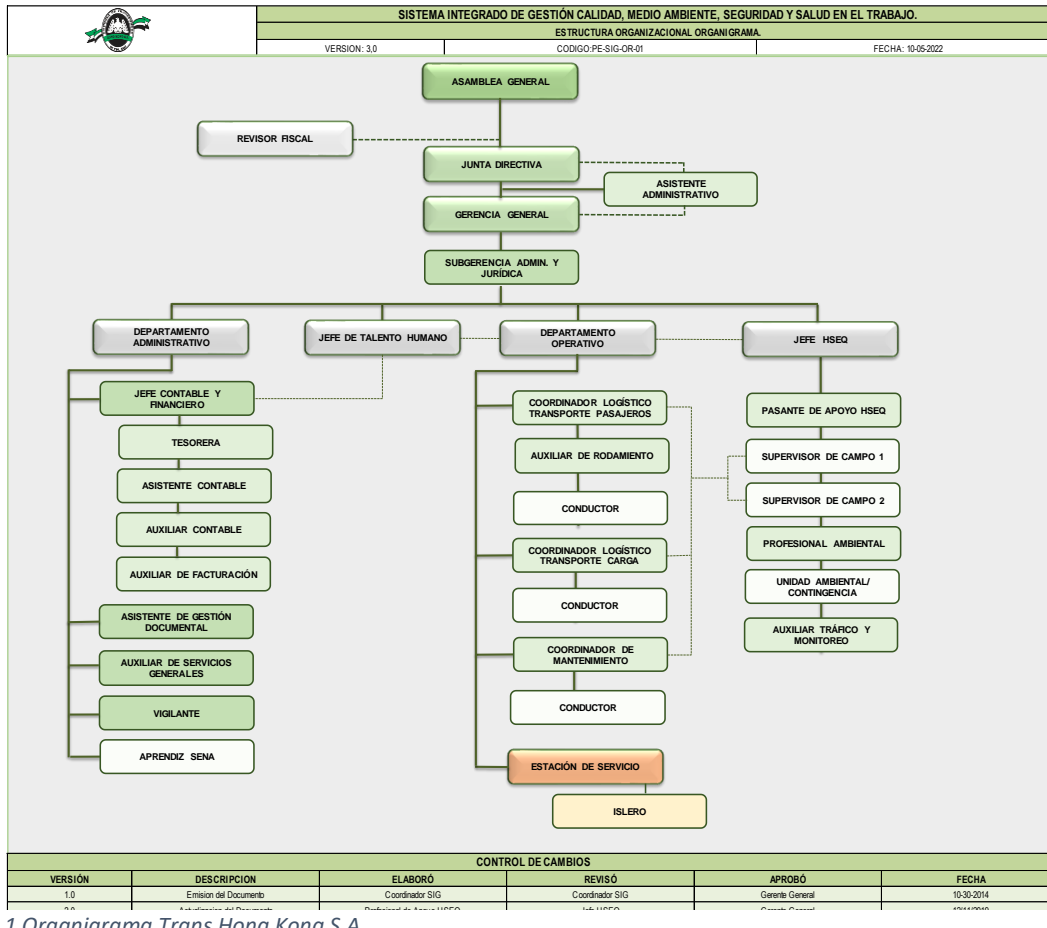 SISTEMA INTEGRADO DE GESTIÓN CALIDAD, MEDIO AMBIENTE, SEGURIDAD Y SALUD EN EL TRABAJO.
ESTRUCTURA ORGANIZACIONAL ORGANIGRAMA.
VERSION: 3,0 CODIGO:PE-SIG-OR-01 FECHA: 10-05-2022
ASAMBLEA GENERAL
REVISOR FISCAL
JUNTA DIRECTIVA
ASISTENTE
ADMINISTRATIVO
GERENCIA GENERAL
SUBGERENCIA ADMIN. Y
JURÍDICA
DEPARTAMENTO
ADMINISTRATIVO
JEFE DE TALENTO HUMANO
DEPARTAMENTO
OPERATIVO
JEFE HSEQ
JEFE CONTABLE Y
FINANCIERO
TESORERA
ASISTENTE CONTABLE
AUXILIAR CONTABLE
AUXILIAR DE FACTURACIÓN
ASISTENTE DE GESTIÓN
DOCUMENTAL
AUXILIAR DE SERVICIOS
GENERALES
VIGILANTE
APRENDIZ SENA
COORDINADOR LOGÍSTICO
TRANSPORTE PASAJEROS
AUXILIAR DE RODAMIENTO
CONDUCTOR
COORDINADOR LOGÍSTICO
TRANSPORTE CARGA
CONDUCTOR
COORDINADOR DE
MANTENIMIENTO
CONDUCTOR
ESTACIÓN DE SERVICIO
ISLERO
PASANTE DE APOYO HSEQ
SUPERVISOR DE CAMPO 1
SUPERVISOR DE CAMPO 2
PROFESIONAL AMBIENTAL
UNIDAD AMBIENTAL/
CONTINGENCIA
AUXILIAR TRÁFICO Y
MONITOREO
CONTROL DE CAMBIOS
VERSIÓN DESCRIPCION ELABORÓ REVISÓ APROBÓ FECHA
1.0 Emision del Documento Coordinador SIG Coordinador SIG Gerente General 10-30-2014
1 Organigrama Trans Hong Kong S.A